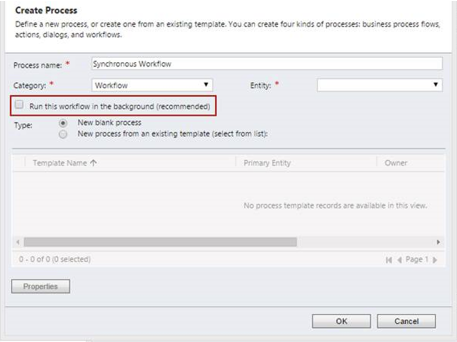 Create Process
Define a new process, or create one from an existing template. You can create four kinds of processes: business process flows,
actions, dialogs, and workflows.
Process name: * Synchronous Workflow
Category: * Workflow Entity: *
Run this workflow in the background (recommended)
Type: New blank process
New process from an existing template (select from list):
Template Name ↑ Primary Entity Owner
No process template records are available in this view.
0 - 0 of 0 (0 selected) Page 1
Properties
OK Cancel